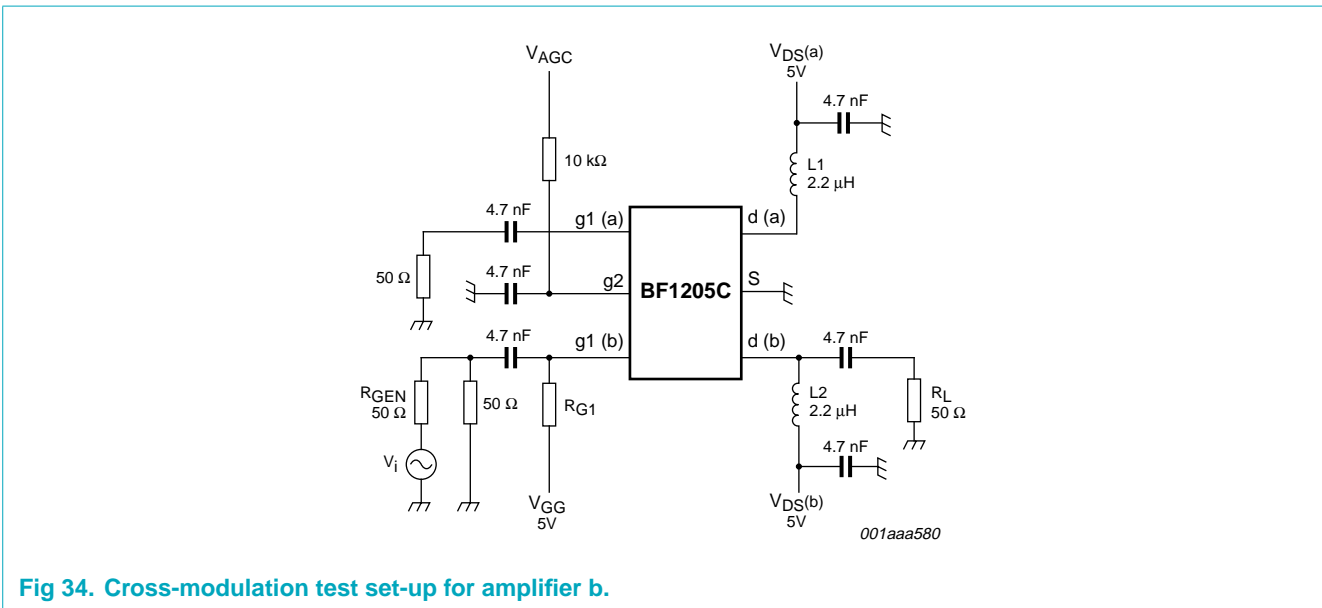 VAGC
VDS(a)
5V
4.7 nF
10 kΩ
L1
2.2 μH
4.7 nF
g1 (a)
d (a)
50 Ω
4.7 nF
g2
BF1205C
S
4.7 nF
g1 (b)
d (b)
4.7 nF
RGEN
50 Ω
50 Ω
RG1
L2
2.2 μH
RL
50 Ω
Vi
4.7 nF
VGG
5V
VDS(b)
5V
001aaa580
Fig 34. Cross-modulation test set-up for amplifier b.